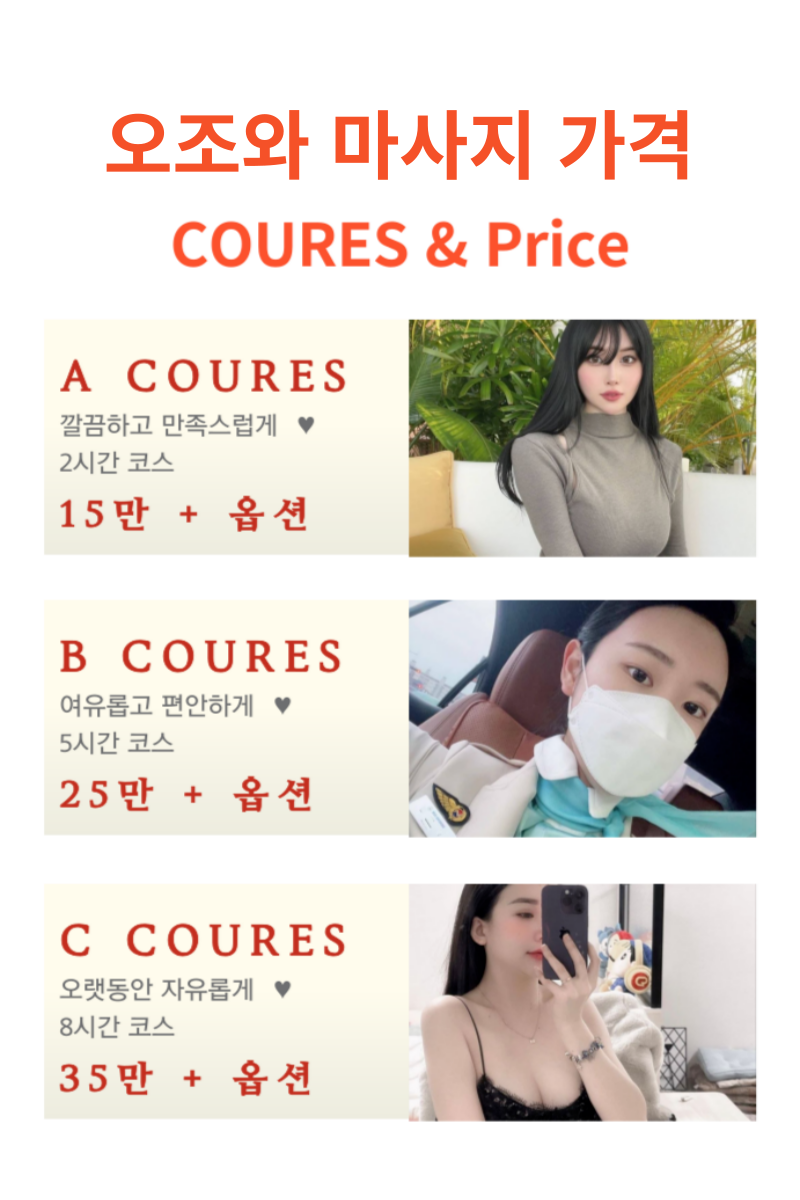 오조와 마사지 가격
COURES & Price
A COURES
깔끔하고 만족스럽게 ♥
2시간 코스
15만 + 옵션
B COURES
여유롭고 편안하게 ♥
5시간 코스
25만 + 옵션
C COURES
오랫동안 자유롭게 ♥
8시간 코스
35만 + 옵션